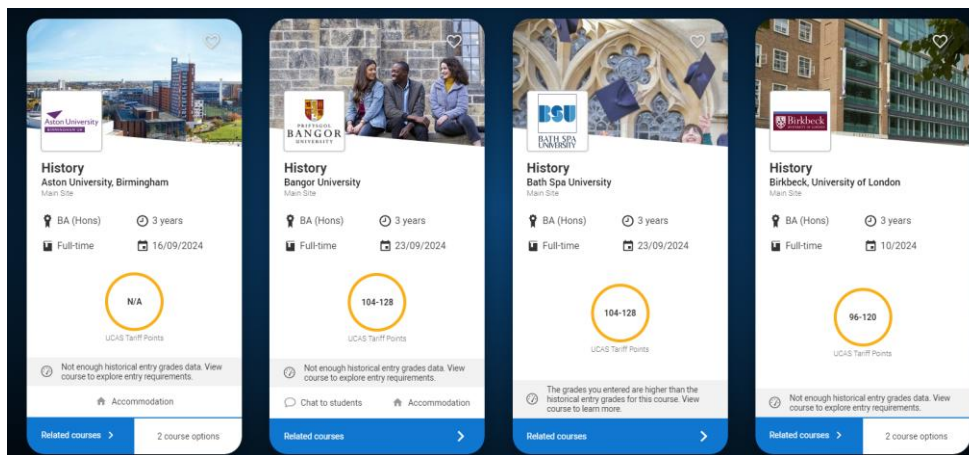 Aston University
BIRMINGHAM UK
History
Aston University, Birmingham
Main Site
BA (Hons)
3 years
Full-time
16/09/2024
N/A
UCAS Tariff Points
Not enough historical entry grades data. View
course to explore entry requirements.
Accommodation
Related courses
2 course options
PRIFYSGOL
BANGOR
UNIVERSITY
History
Bangor University
Main Site
BA (Hons)
3 years
Full-time
23/09/2024
104-128
UCAS Tariff Points
Not enough historical entry grades data. View
course to explore entry requirements.
Chat to students
Accommodation
Related courses
BSU
BATH SPA
UNIVERSITY
History
Bath Spa University
Main Site
BA (Hons)
3 years
Full-time
23/09/2024
104-128
UCAS Tariff Points
The grades you entered are higher than the
historical entry grades for this course. View
course to learn more.
Related courses
Birkbeck
UNIVERSITY OF LONDON
History
Birkbeck, University of London
Main Site
BA (Hons)
3 years
Full-time
10/2024
96-120
UCAS Tariff Points
Not enough historical entry grades data. View
course to explore entry requirements.
Related courses
2 course options